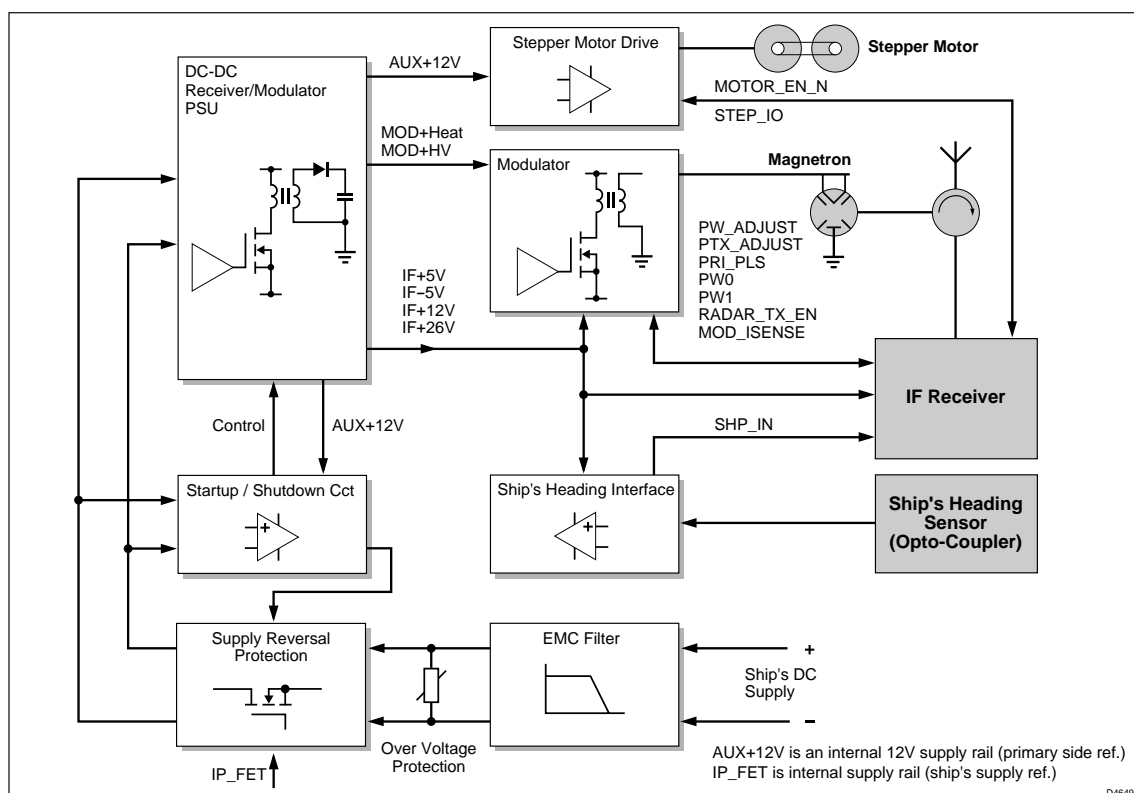 Stepper Motor Drive
Stepper Motor
DC-DC
Receiver/Modulator
PSU
AUX+12V
MOTOR_EN_N
STEP_IO
MOD+Heat
MOD+HV
Modulator
Magnetron
PW_ADJUST
PTX_ADJUST
PRI_PLS
PW0
PW1
RADAR_TX_EN
MOD_ISENSE
IF+5V
IF–5V
IF+12V
IF+26V
IF Receiver
Control
AUX+12V
SHP_IN
Startup / Shutdown Cct
+
Ship's Heading Interface
+
Ship's Heading
Sensor
(Opto-Coupler)
Supply Reversal
Protection
EMC Filter
+
Ship's DC
Supply
–
Over Voltage
Protection
IP_FET
AUX+12V is an internal 12V supply rail (primary side ref.)
IP_FET is internal supply rail (ship's supply ref.)
D4649